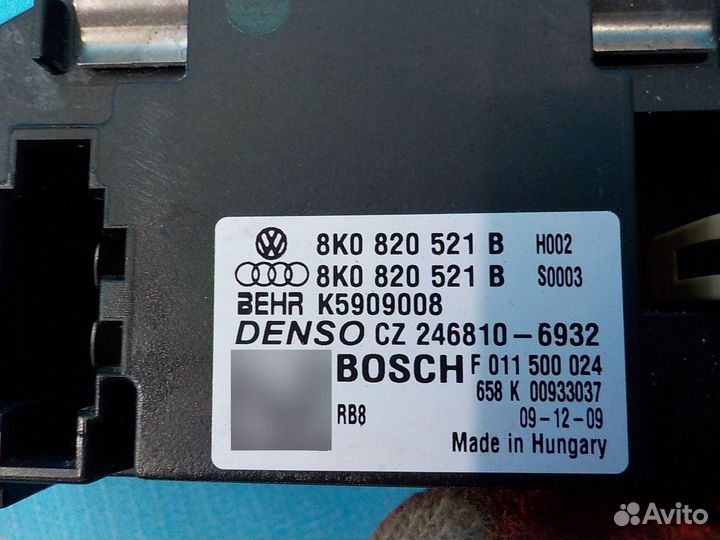 8K0 820 521 B H002
8K0 820 521 B S0003
BEHR K5909008
DENSO CZ 246810-6932
BOSCH F 011 500 024
658 K 00933037
RB8 09-12-09
Made in Hungary
Avito